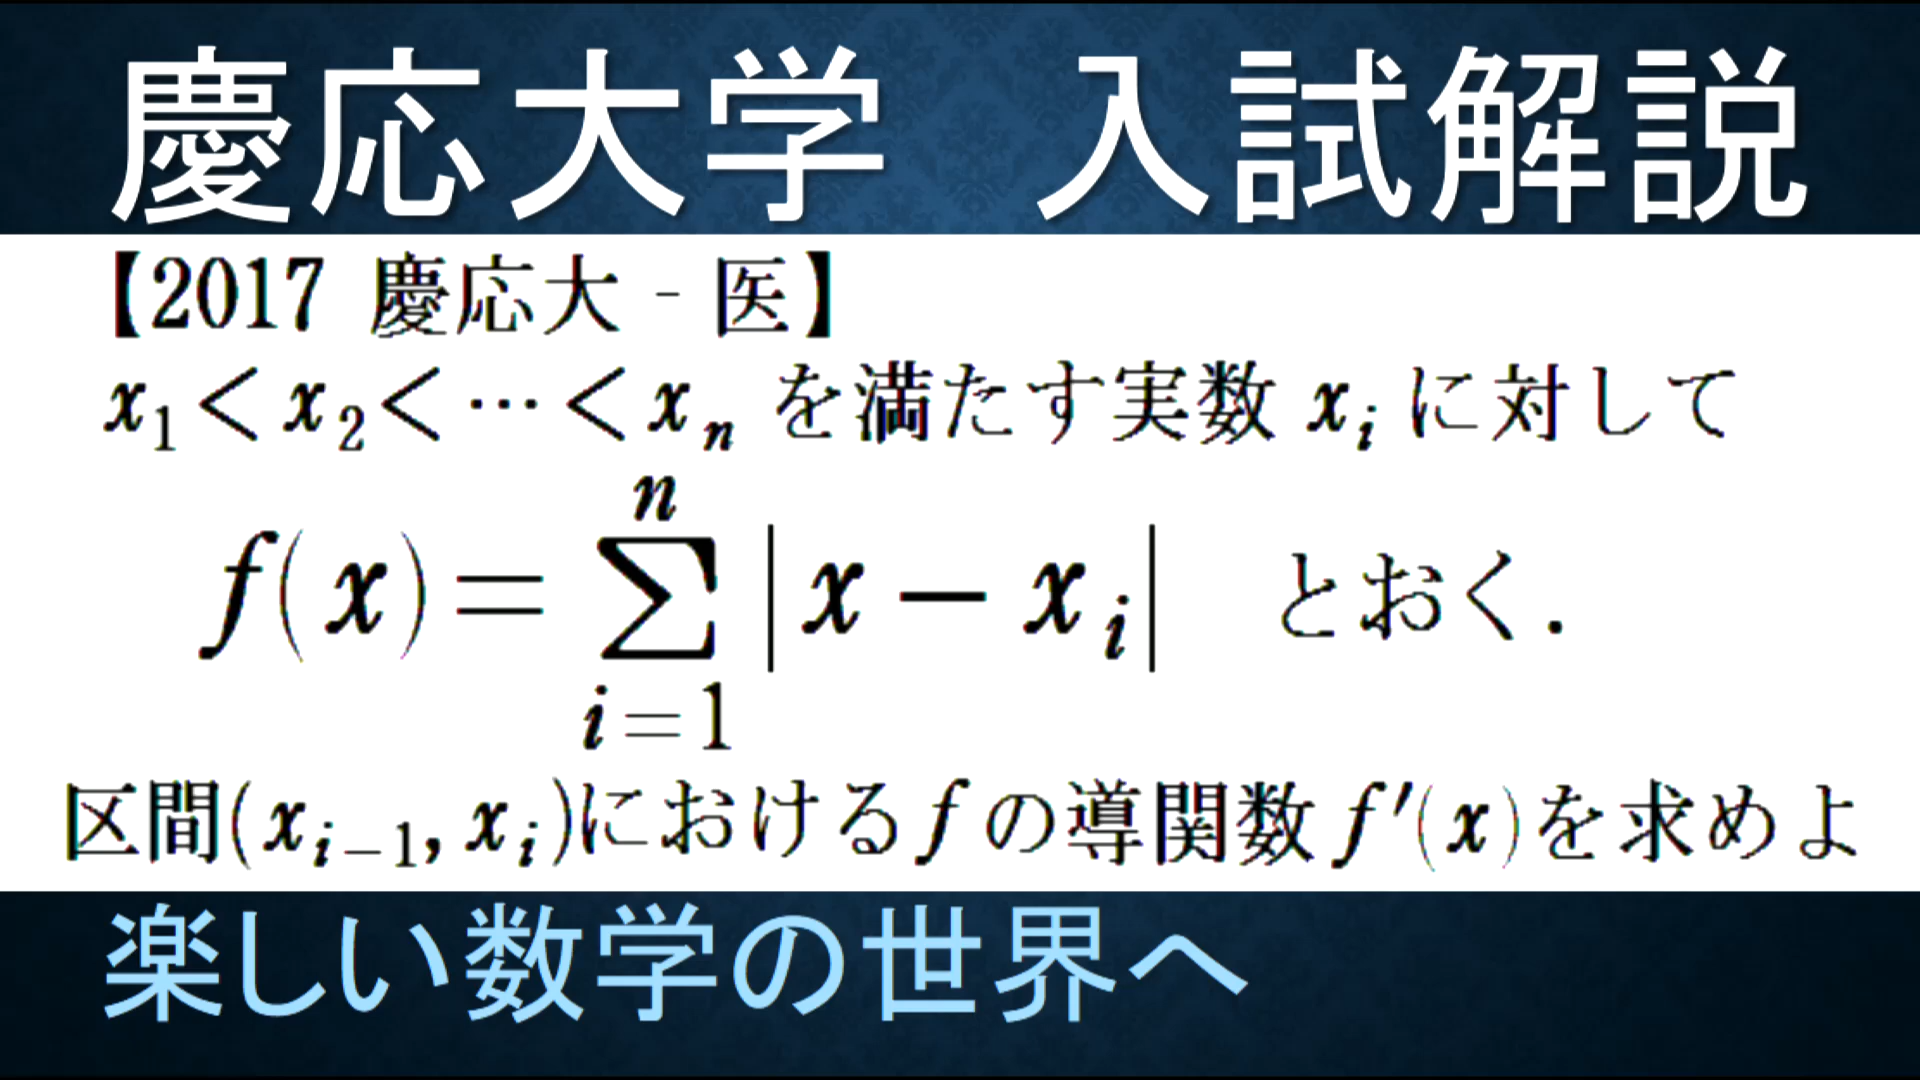 慶応大学 入試解説
【2017 慶応大 - 医】
x₁ < x₂ < … < xₙ を満たす実数 xᵢ に対して
f(x) = ∑_{i=1}^{n} |x − xᵢ| とおく.
区間(xᵢ₋₁, xᵢ)における f の導関数 f′(x)を求めよ
楽しい数学の世界へ